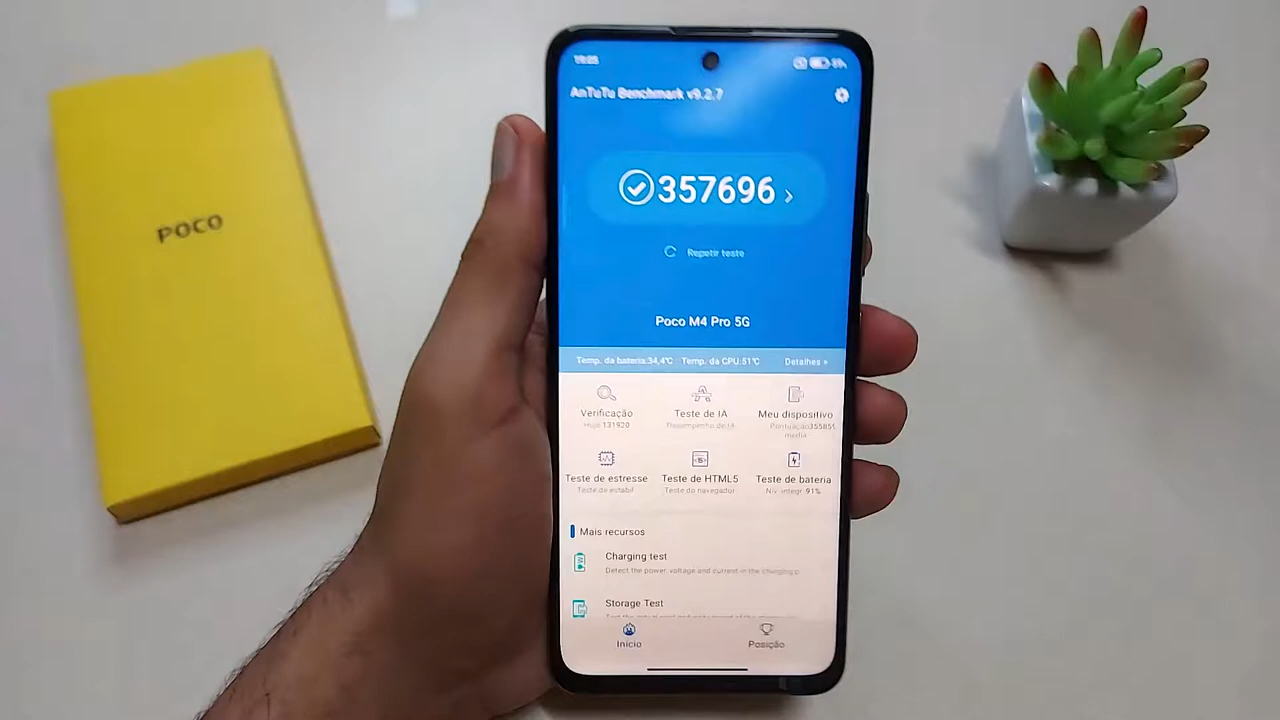 POCO
19:05
AnTuTu Benchmark v9.2.7
357696
Repetir teste
Poco M4 Pro 5G
Temp. da bateria:34,4℃ Temp. da CPU:51℃ Detalhes »
Verificação Teste de IA Meu dispositivo
Hoje 131920 Desempenho de IA Pontuação
média
Teste de estresse Teste de HTML5 Teste de bateria
Teste de estabil Teste do navegador Nív. integr. 91%
Mais recursos
Charging test
Detect the power, voltage and current in the charging p
Storage Test
Início Posição